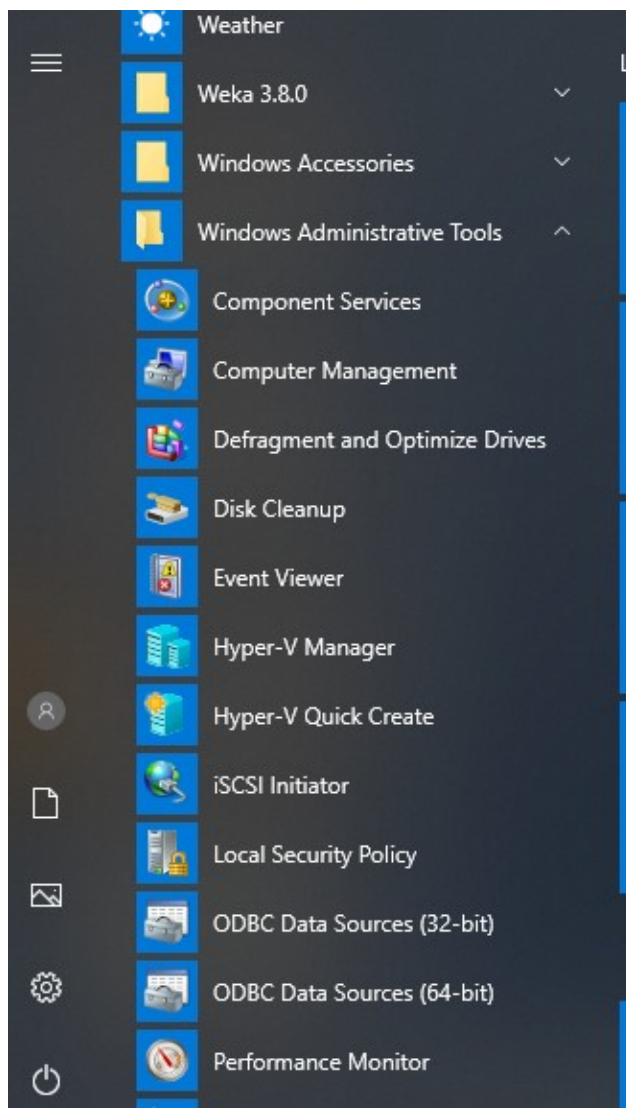 Weather
Weka 3.8.0
Windows Accessories
Windows Administrative Tools
Component Services
Computer Management
Defragment and Optimize Drives
Disk Cleanup
Event Viewer
Hyper-V Manager
Hyper-V Quick Create
iSCSI Initiator
Local Security Policy
ODBC Data Sources (32-bit)
ODBC Data Sources (64-bit)
Performance Monitor